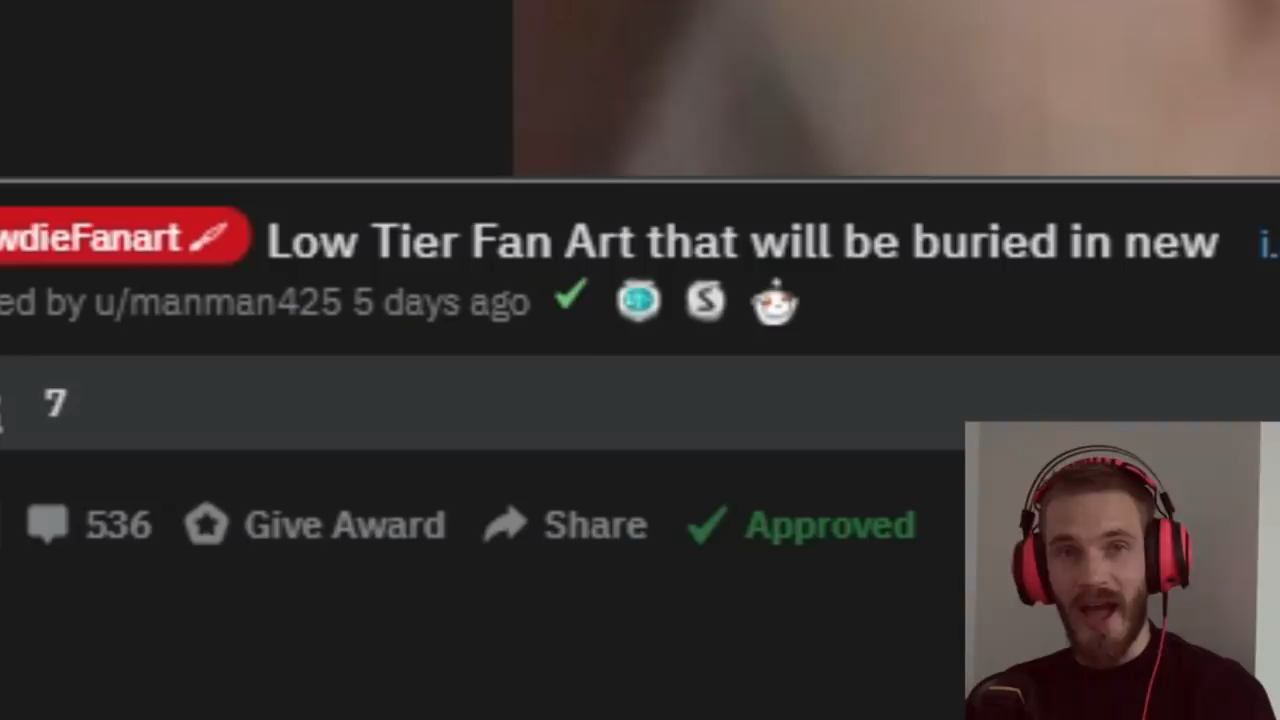 wdieFanart Low Tier Fan Art that will be buried in new i.
ed by u/manman425 5 days ago
7
536 Give Award Share Approved